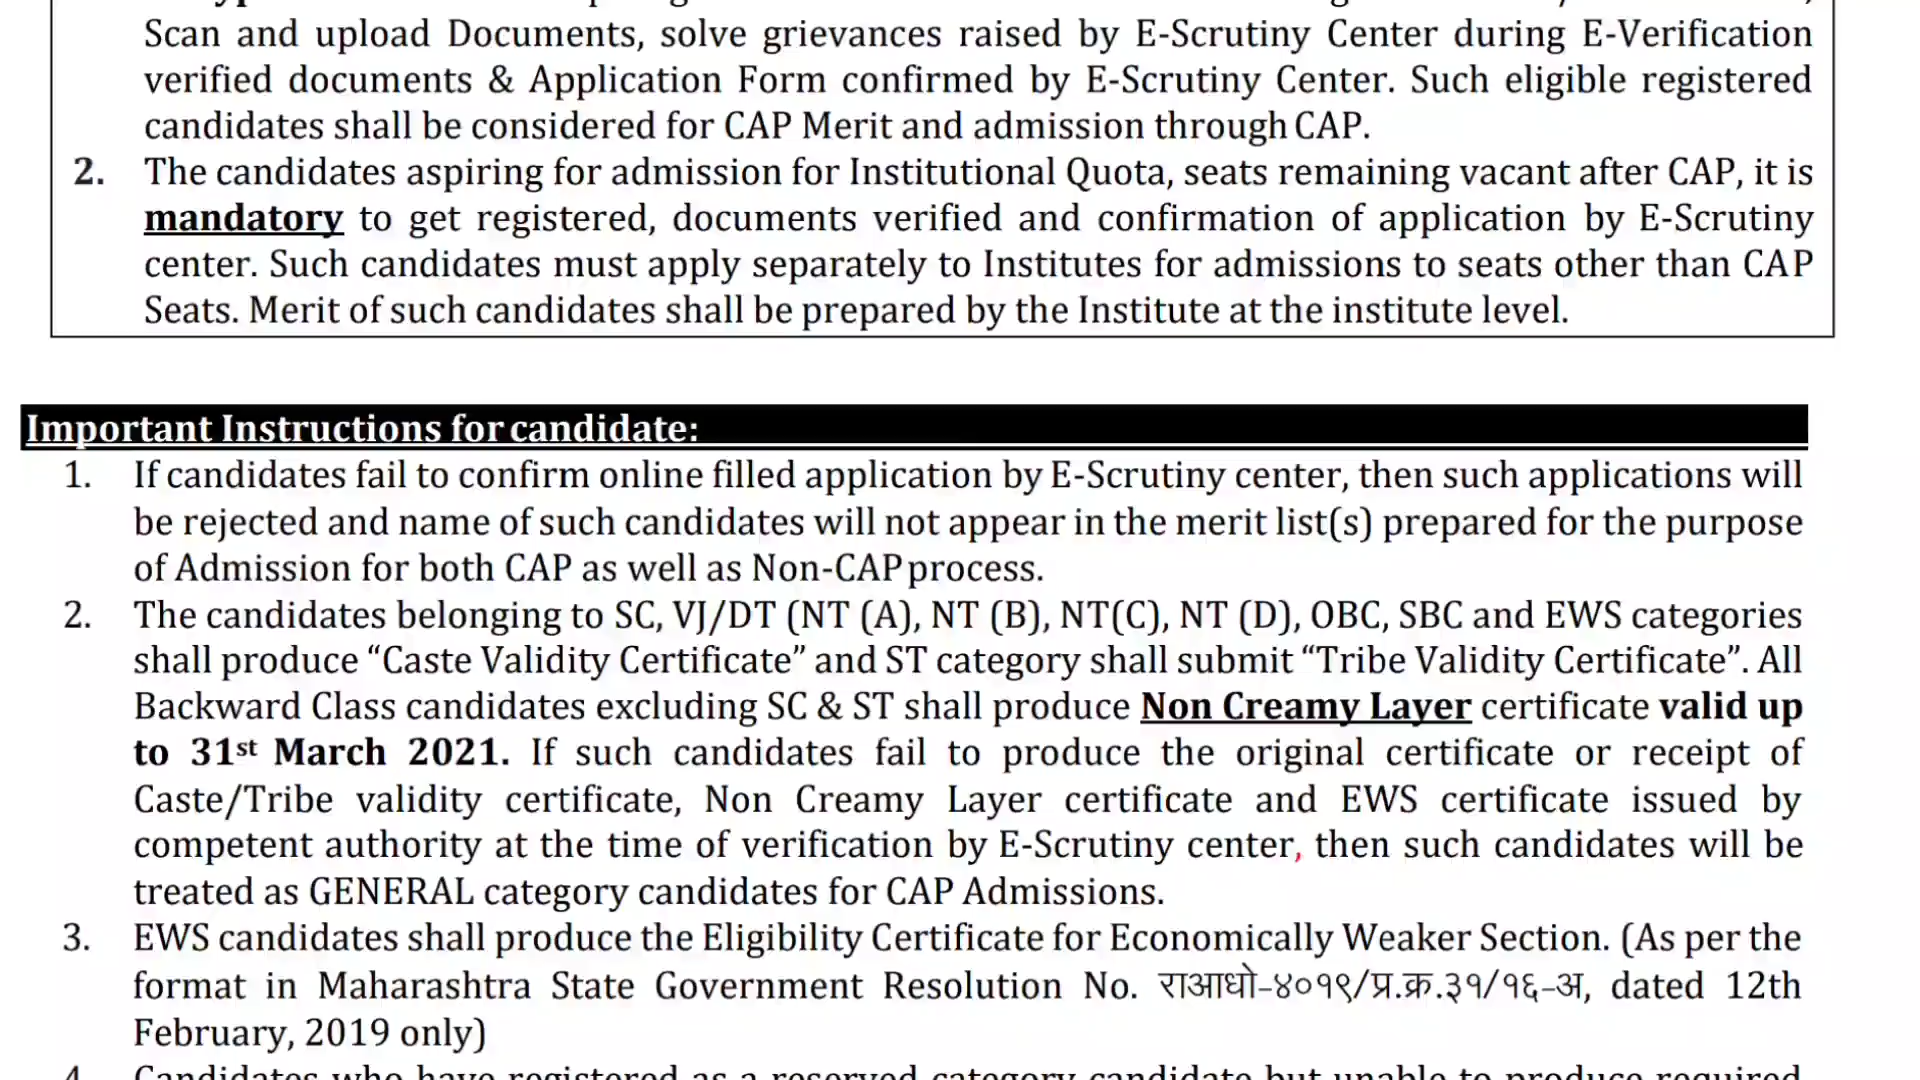 Scan and upload Documents, solve grievances raised by E-Scrutiny Center during E-Verification
verified documents & Application Form confirmed by E-Scrutiny Center. Such eligible registered
candidates shall be considered for CAP Merit and admission through CAP.
2. The candidates aspiring for admission for Institutional Quota, seats remaining vacant after CAP, it is
mandatory to get registered, documents verified and confirmation of application by E-Scrutiny
center. Such candidates must apply separately to Institutes for admissions to seats other than CAP
Seats. Merit of such candidates shall be prepared by the Institute at the institute level.
Important Instructions for candidate:
1. If candidates fail to confirm online filled application by E-Scrutiny center, then such applications will
be rejected and name of such candidates will not appear in the merit list(s) prepared for the purpose
of Admission for both CAP as well as Non-CAP process.
2. The candidates belonging to SC, VJ/DT (NT (A), NT (B), NT(C), NT (D), OBC, SBC and EWS categories
shall produce “Caste Validity Certificate” and ST category shall submit “Tribe Validity Certificate”. All
Backward Class candidates excluding SC & ST shall produce Non Creamy Layer certificate valid up
to 31st March 2021. If such candidates fail to produce the original certificate or receipt of
Caste/Tribe validity certificate, Non Creamy Layer certificate and EWS certificate issued by
competent authority at the time of verification by E-Scrutiny center, then such candidates will be
treated as GENERAL category candidates for CAP Admissions.
3. EWS candidates shall produce the Eligibility Certificate for Economically Weaker Section. (As per the
format in Maharashtra State Government Resolution No. राआधो-४०१९/प्र.क्र.३१/१६-अ, dated 12th
February, 2019 only)
4. Candidates who have registered as a reserved category candidate but unable to produce required